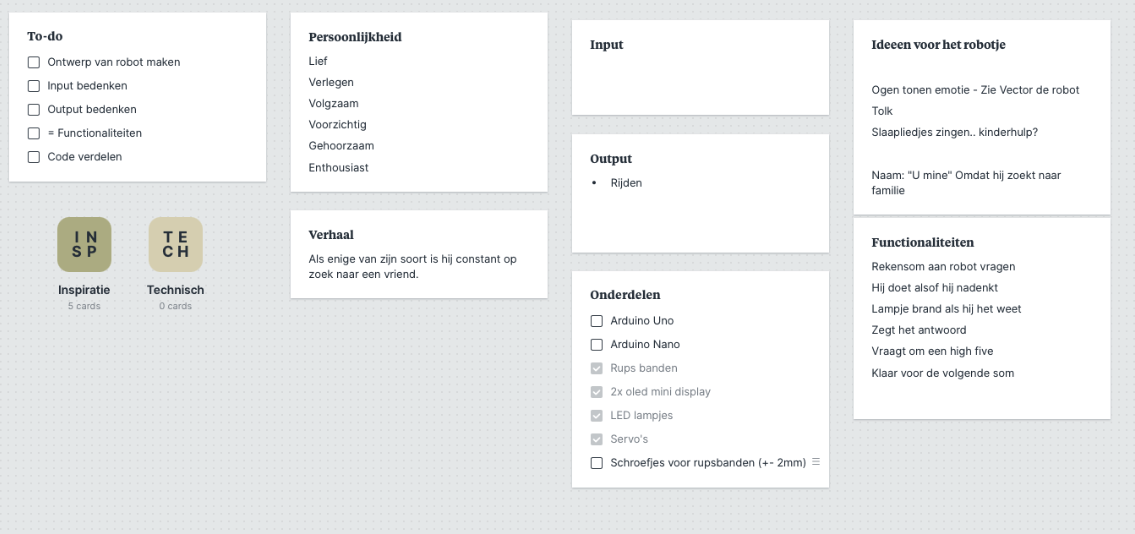 To-do
Ontwerp van robot maken
Input bedenken
Output bedenken
= Functionaliteiten
Code verdelen
IN
SP
Inspiratie
5 cards
TE
CH
Technisch
0 cards
Persoonlijkheid
Lief
Verlegen
Volgzaam
Voorzichtig
Gehoorzaam
Enthousiast
Verhaal
Als enige van zijn soort is hij constant op
zoek naar een vriend.
Input
Output
• Rijden
Onderdelen
Arduino Uno
Arduino Nano
Rups banden
2x oled mini display
LED lampjes
Servo's
Schroefjes voor rupsbanden (+- 2mm)
Ideeen voor het robotje
Ogen tonen emotie - Zie Vector de robot
Tolk
Slaapliedjes zingen.. kinderhulp?
Naam: "U mine" Omdat hij zoekt naar
familie
Functionaliteiten
Rekensom aan robot vragen
Hij doet alsof hij nadenkt
Lampje brand als hij het weet
Zegt het antwoord
Vraagt om een high five
Klaar voor de volgende som